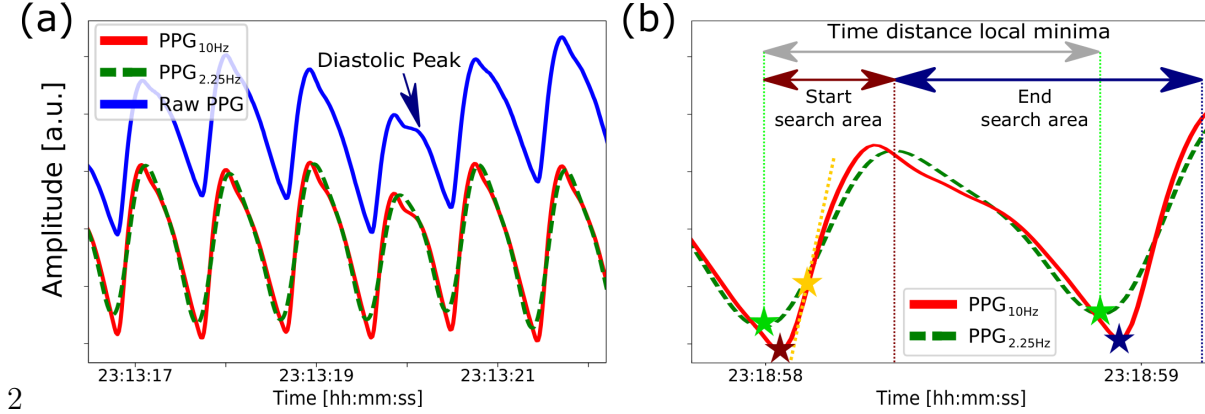 (a)
PPG10Hz
PPG2.25Hz
Raw PPG
Diastolic Peak
Amplitude [a.u.]
23:13:17 23:13:19 23:13:21
Time [hh:mm:ss]
(b)
Time distance local minima
Start
search area
End
search area
PPG10Hz
PPG2.25Hz
23:18:58 23:18:59
Time [hh:mm:ss]
2